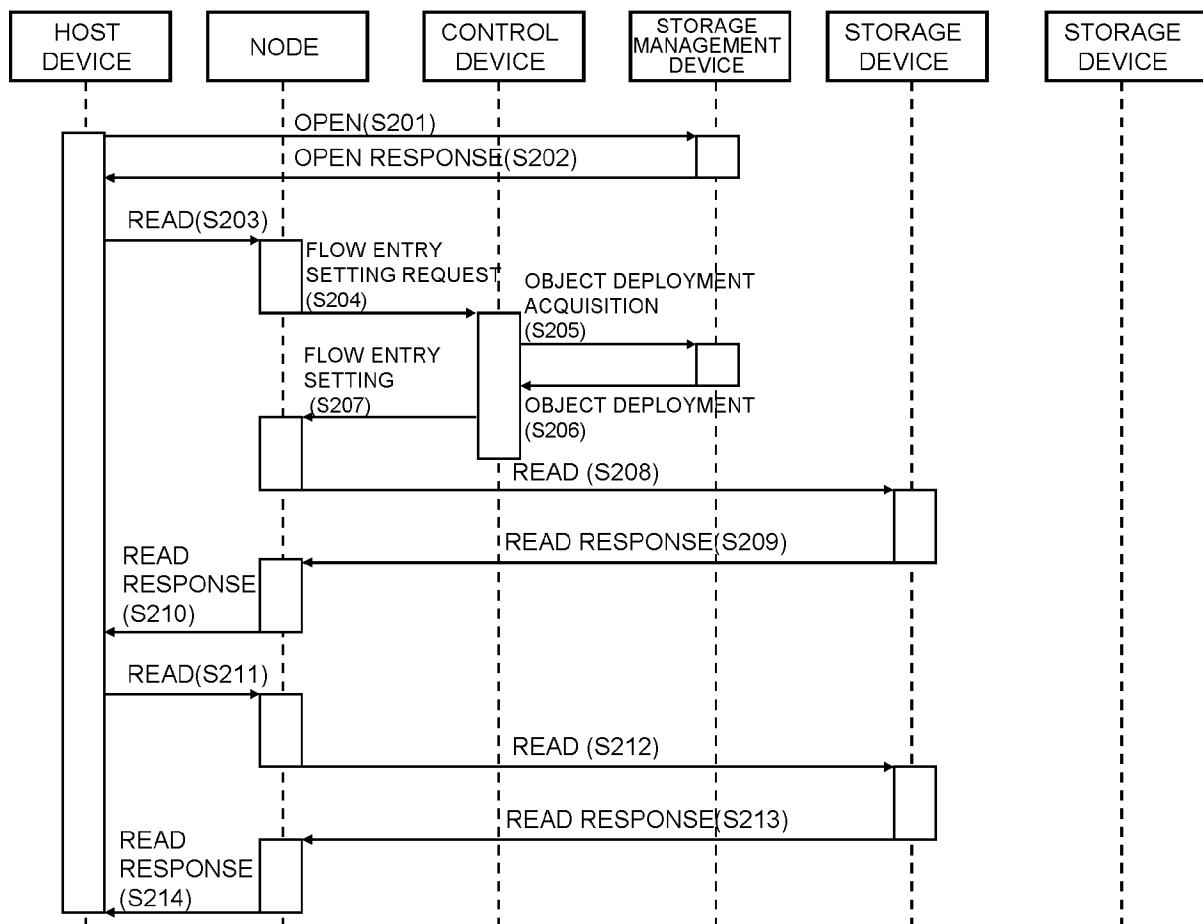 HOST
DEVICE
NODE
CONTROL
DEVICE
STORAGE
MANAGEMENT
DEVICE
STORAGE
DEVICE
STORAGE
DEVICE
OPEN(S201)
OPEN RESPONSE(S202)
READ(S203)
FLOW ENTRY
SETTING REQUEST
(S204)
OBJECT DEPLOYMENT
ACQUISITION
(S205)
FLOW ENTRY
SETTING
(S207)
OBJECT DEPLOYMENT
(S206)
READ (S208)
READ RESPONSE(S209)
READ
RESPONSE
(S210)
READ(S211)
READ (S212)
READ RESPONSE(S213)
READ
RESPONSE
(S214)